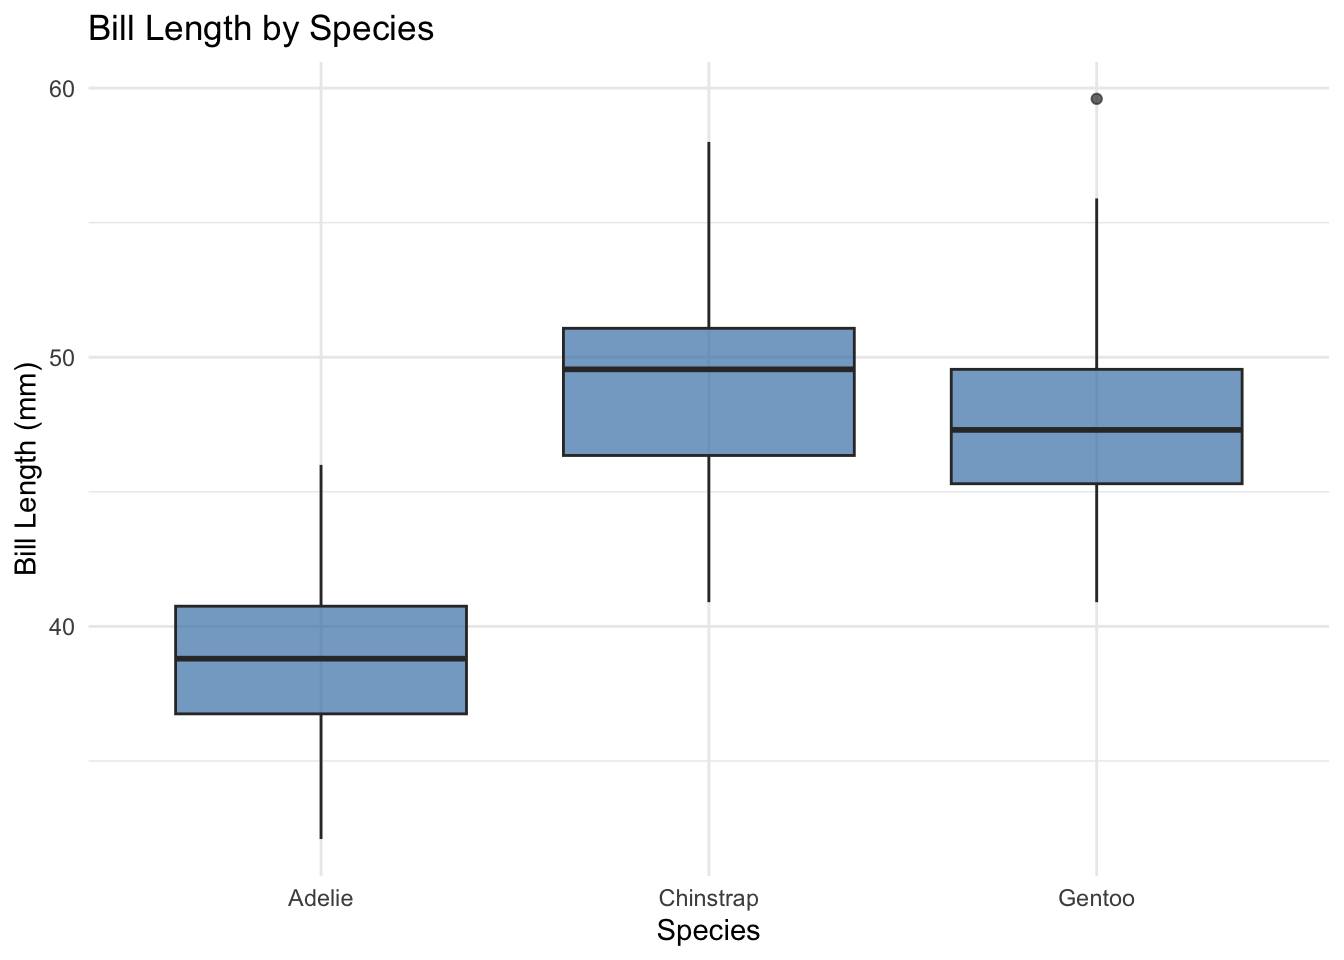 Bill Length by Species
60
50
40
Bill Length (mm)
Adelie
Chinstrap
Gentoo
Species